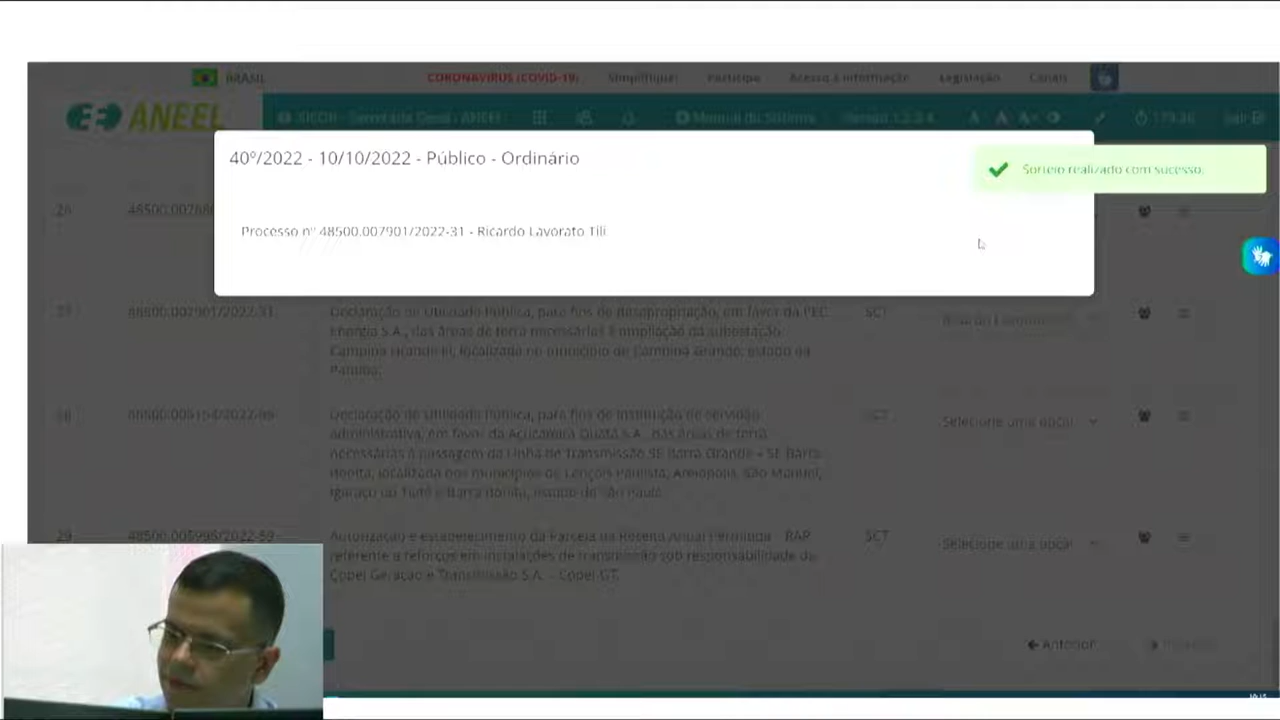 BRASIL
CORONAVÍRUS (COVID-19)
Simplifique!
Participe
Acesso à informação
Legislação
Canais
ANEEL
Secretaria Geral - ANEEL
Manual do Sistema
40º/2022 - 10/10/2022 - Público - Ordinário
Sorteio realizado com sucesso.
Processo nº 48500.007901/2022-31 - Ricardo Lavorato Tili
48500.007901/2022-31
Declaração de Utilidade Pública, para fins de desapropriação, em favor da
SCT
Energia S.A., das áreas de terra necessárias à ampliação da subestação
Campina Grande III, localizada no município de Campina Grande, estado da
Paraíba.
Declaração de Utilidade Pública, para fins de instituição de servidão
SCT
Selecione uma opção
administrativa, em favor da Açucareira Quatá S.A., das áreas de terra
necessárias à passagem da Linha de Transmissão SE Barra Grande – SE Barra
Bonita, localizada nos municípios de Lençóis Paulista, Areiópolis, São Manuel,
Igaraçu do Tietê e Barra Bonita, estado de São Paulo.
29
48500.005996/2022-59
Autorização e estabelecimento da Parcela da Receita Anual Permitida - RAP
SCT
Selecione uma opção
referente a reforços em instalações de transmissão sob responsabilidade da
Copel Geração e Transmissão S.A. – Copel-GT.
Anterior